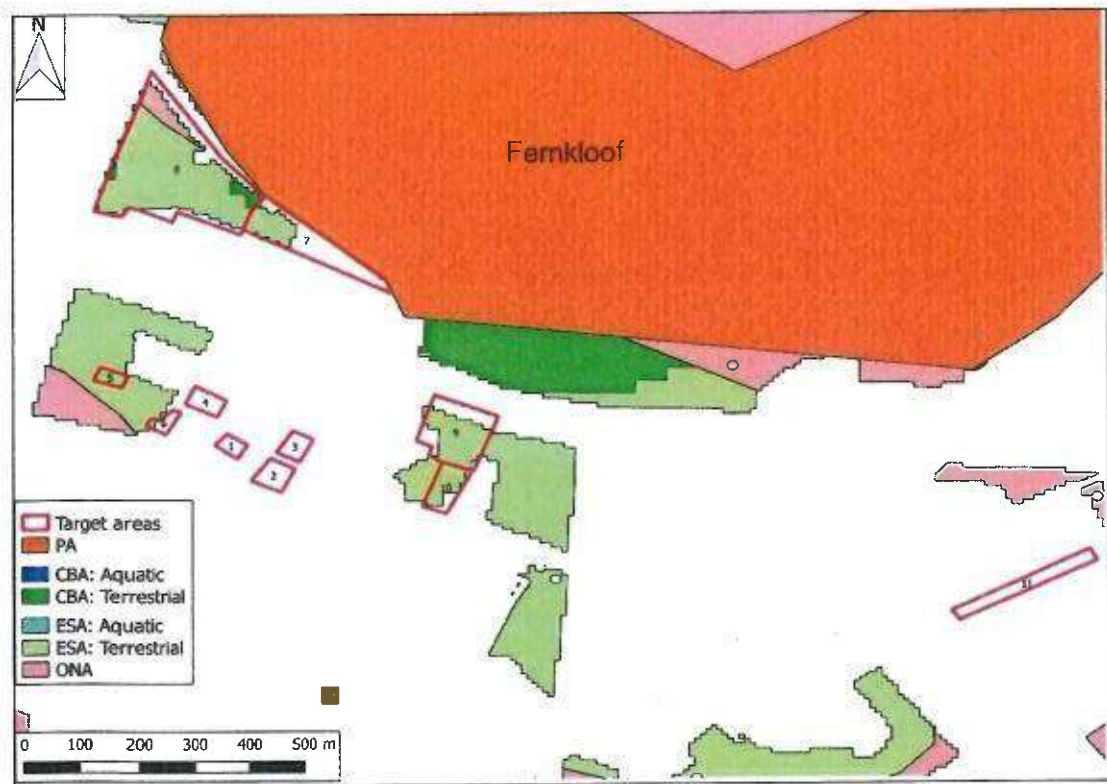 N
Fernkloof
7
5
4
1
3
2
9
10
11
Target areas
PA
CBA: Aquatic
CBA: Terrestrial
ESA: Aquatic
ESA: Terrestrial
ONA
0 100 200 300 400 500 m